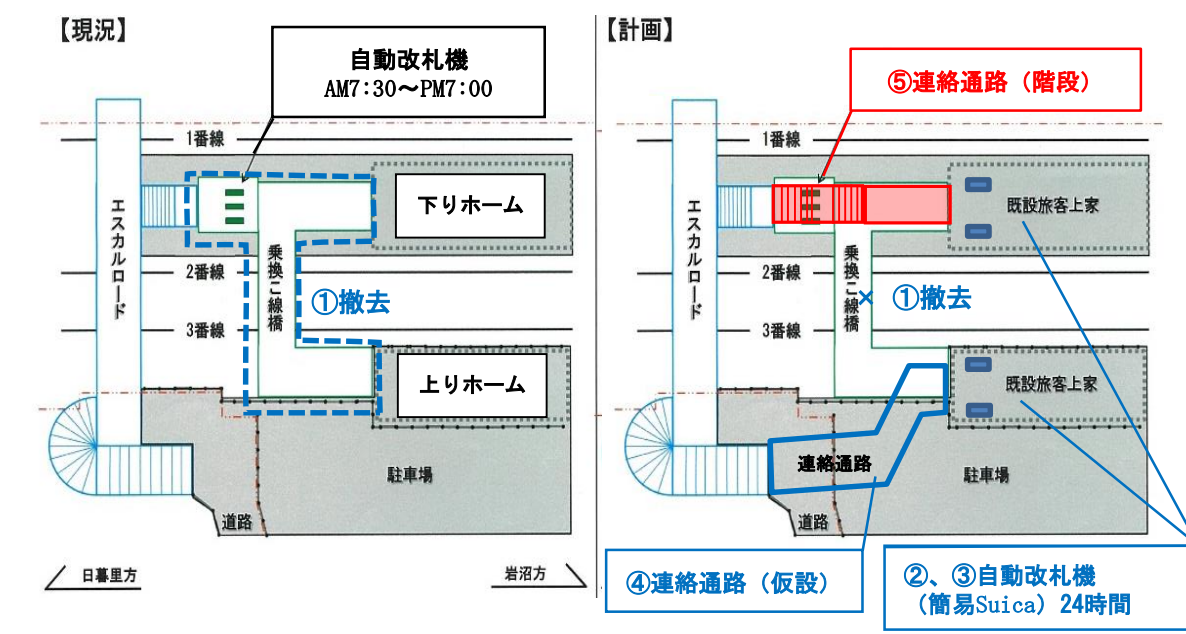 【現況】
自動改札機
AM7:30～PM7:00
1番線
エスカルロード
下りホーム
2番線
乗換こ線橋
①撤去
3番線
上りホーム
駐車場
道路
日暮里方
岩沼方
【計画】
⑤連絡通路（階段）
1番線
エスカルロード
既設旅客上家
2番線
乗換こ線橋
×
①撤去
3番線
既設旅客上家
連絡通路
駐車場
道路
④連絡通路（仮設）
②、③自動改札機
（簡易Suica）24時間